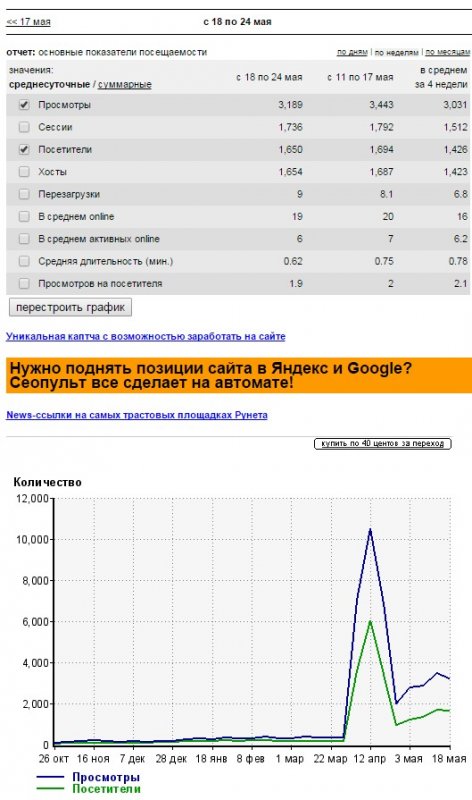 << 17 мая с 18 по 24 мая
отчет: основные показатели посещаемости по дням | по неделям | по месяцам
значения: в среднем
среднесуточные / суммарные с 18 по 24 мая с 11 по 17 мая за 4 недели
Просмотры 3,189 3,443 3,031
Сессии 1,736 1,792 1,512
Посетители 1,650 1,694 1,426
Хосты 1,654 1,687 1,423
Перезагрузки 9 8.1 6.8
В среднем online 19 20 16
В среднем активных online 6 7 6.2
Средняя длительность (мин.) 0.62 0.75 0.78
Просмотров на посетителя 1.9 2 2.1
перестроить график
Уникальная каптча с возможностью заработать на сайте
Нужно поднять позиции сайта в Яндекс и Google?
Сеопульт все сделает на автомате!
News-ссылки на самых трастовых площадках Рунета
купить по 40 центов за переход
Количество
12,000
10,000
8,000
6,000
4,000
2,000
0
26 окт 16 ноя 7 дек 28 дек 18 янв 8 фев 1 мар 22 мар 12 апр 3 мая 18 мая
Просмотры
Посетители